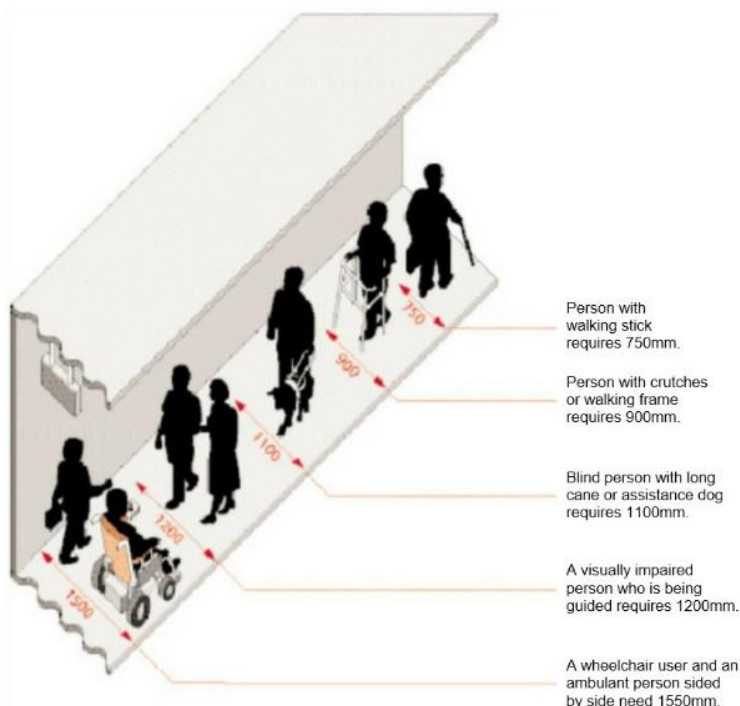 750
Person with
walking stick
requires 750mm.
900
Person with crutches
or walking frame
requires 900mm.
1100
Blind person with long
cane or assistance dog
requires 1100mm.
1200
A visually impaired
person who is being
guided requires 1200mm.
1500
A wheelchair user and an
ambulant person sided
by side need 1550mm.